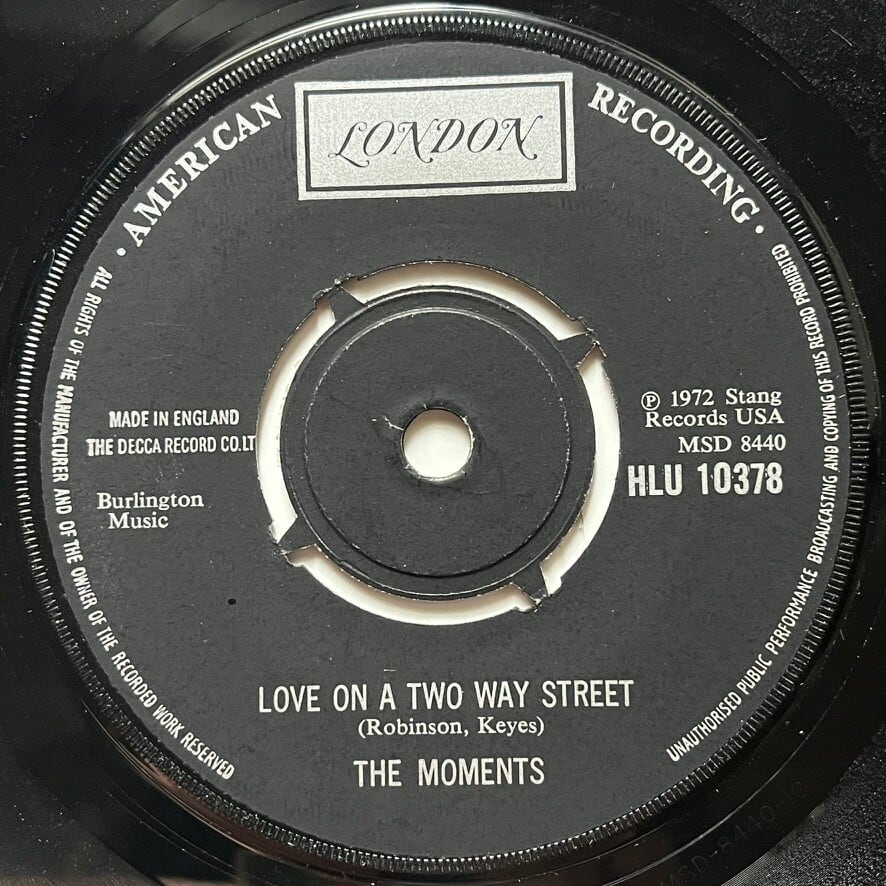 · AMERICAN
LONDON
RECORDING ·
MADE IN ENGLAND
THE DECCA RECORD CO.LT
Burlington
Music
℗ 1972 Stang
Records USA
MSD 8440
HLU 10378
LOVE ON A TWO WAY STREET
(Robinson, Keyes)
THE MOMENTS
ALL RIGHTS OF THE MANUFACTURER AND OF THE OWNER OF THE RECORDED WORK RESERVED
UNAUTHORISED PUBLIC PERFORMANCE BROADCASTING AND COPYING OF THIS RECORD PROHIBITED